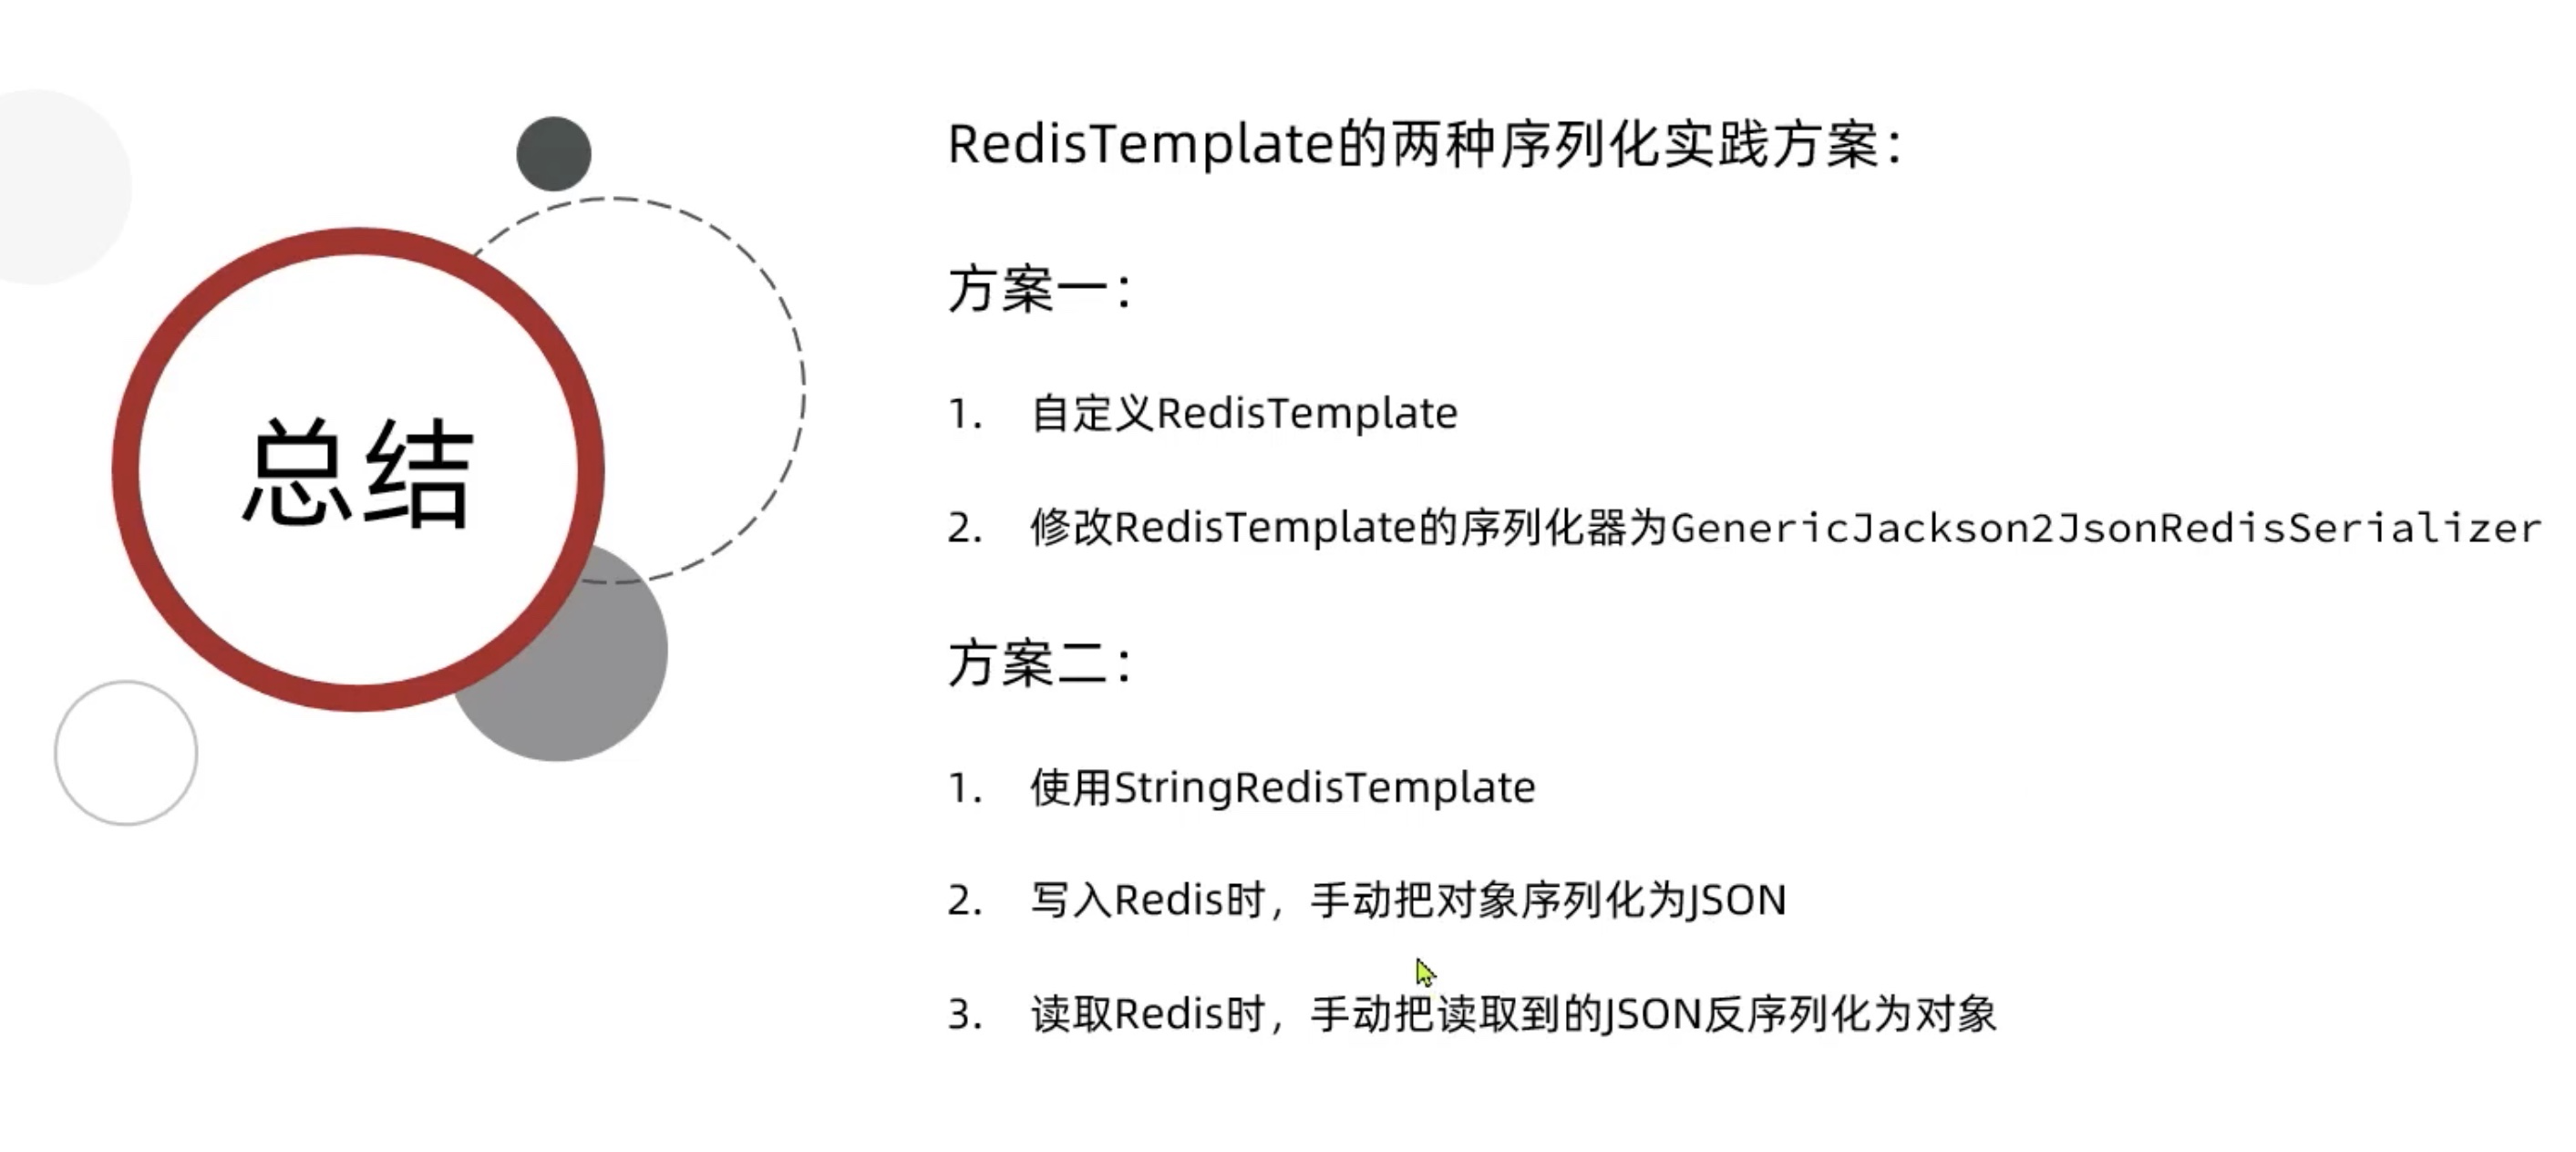 总结
RedisTemplate的两种序列化实践方案：
方案一：
1. 自定义RedisTemplate
2. 修改RedisTemplate的序列化器为GenericJackson2JsonRedisSerializer
方案二：
1. 使用StringRedisTemplate
2. 写入Redis时，手动把对象序列化为JSON
3. 读取Redis时，手动把读取到的JSON反序列化为对象